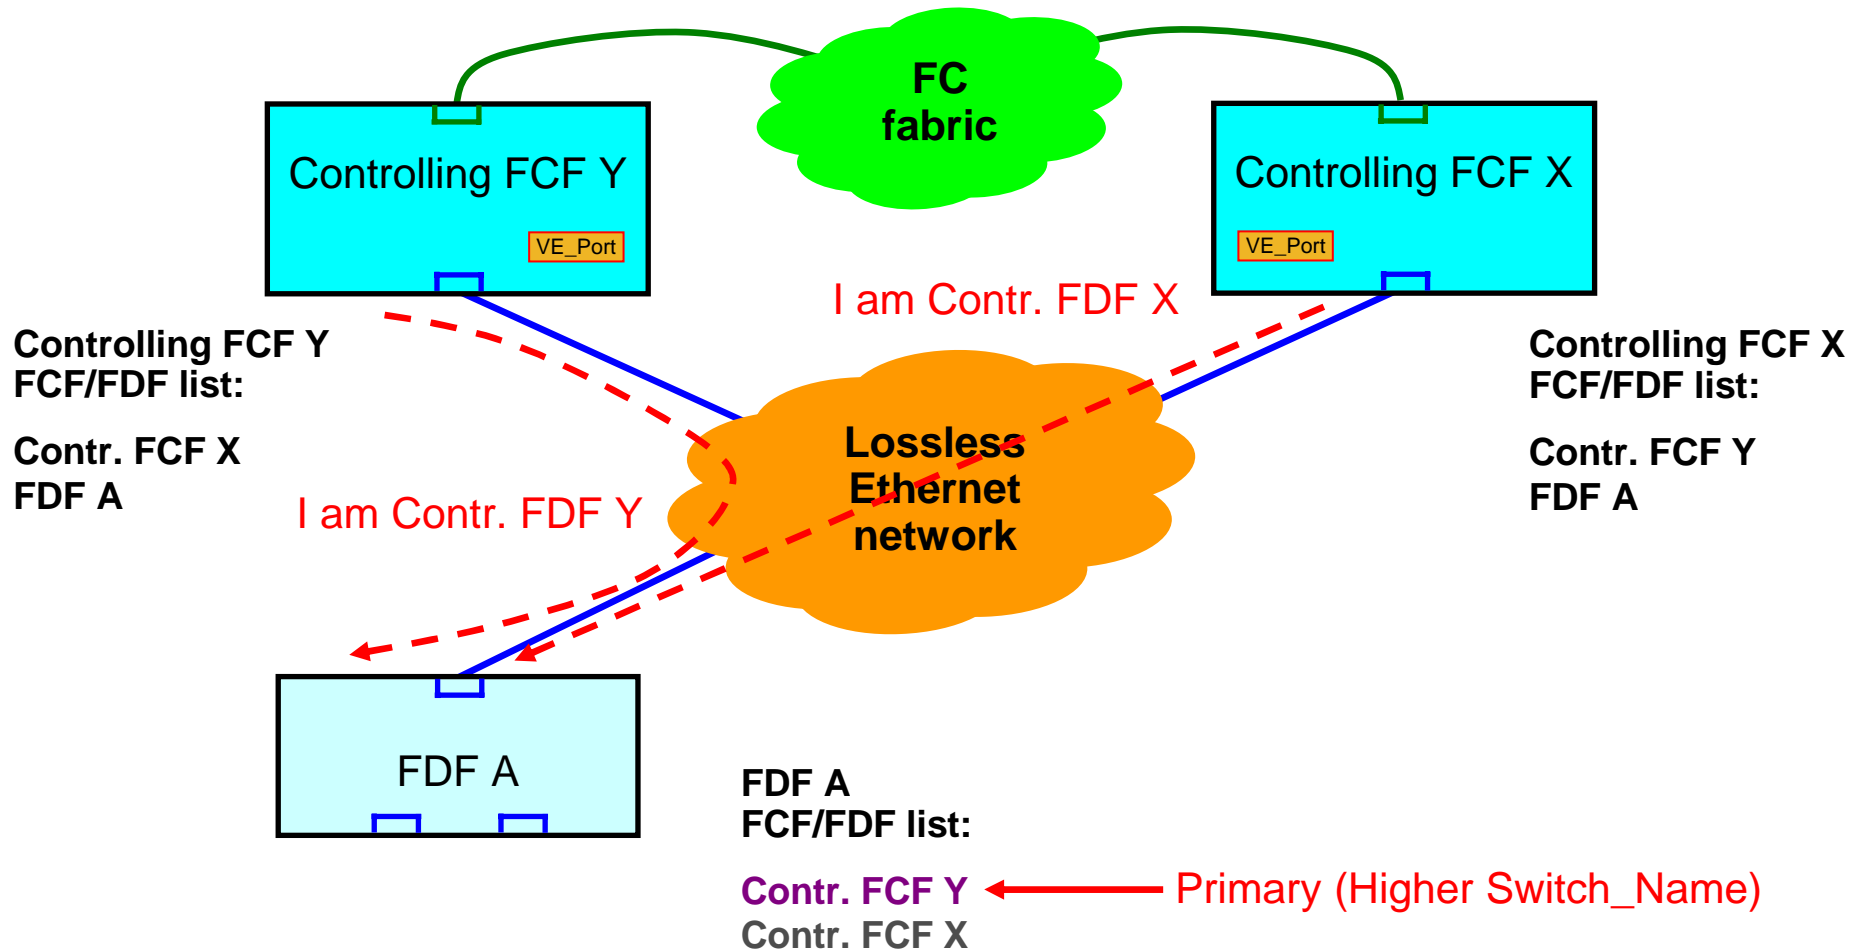 FC
fabric
Controlling FCF Y
VE_Port
Controlling FCF X
VE_Port
I am Contr. FDF X
Controlling FCF Y
FCF/FDF list:
Contr. FCF X
FDF A
Controlling FCF X
FCF/FDF list:
Contr. FCF Y
FDF A
I am Contr. FDF Y
Lossless
Ethernet
network
FDF A
FDF A
FCF/FDF list:
Contr. FCF Y
Primary (Higher Switch_Name)
Contr. FCF X